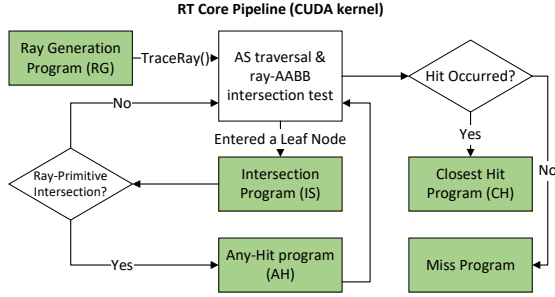 RT Core Pipeline (CUDA kernel)
Ray Generation
Program (RG)
TraceRay()
AS traversal &
ray-AABB
intersection test
Hit Occurred?
No
Entered a Leaf Node
Yes
Ray-Primitive
Intersection?
Intersection
Program (IS)
Closest Hit
Program (CH)
No
Yes
Any-Hit program
(AH)
Miss Program